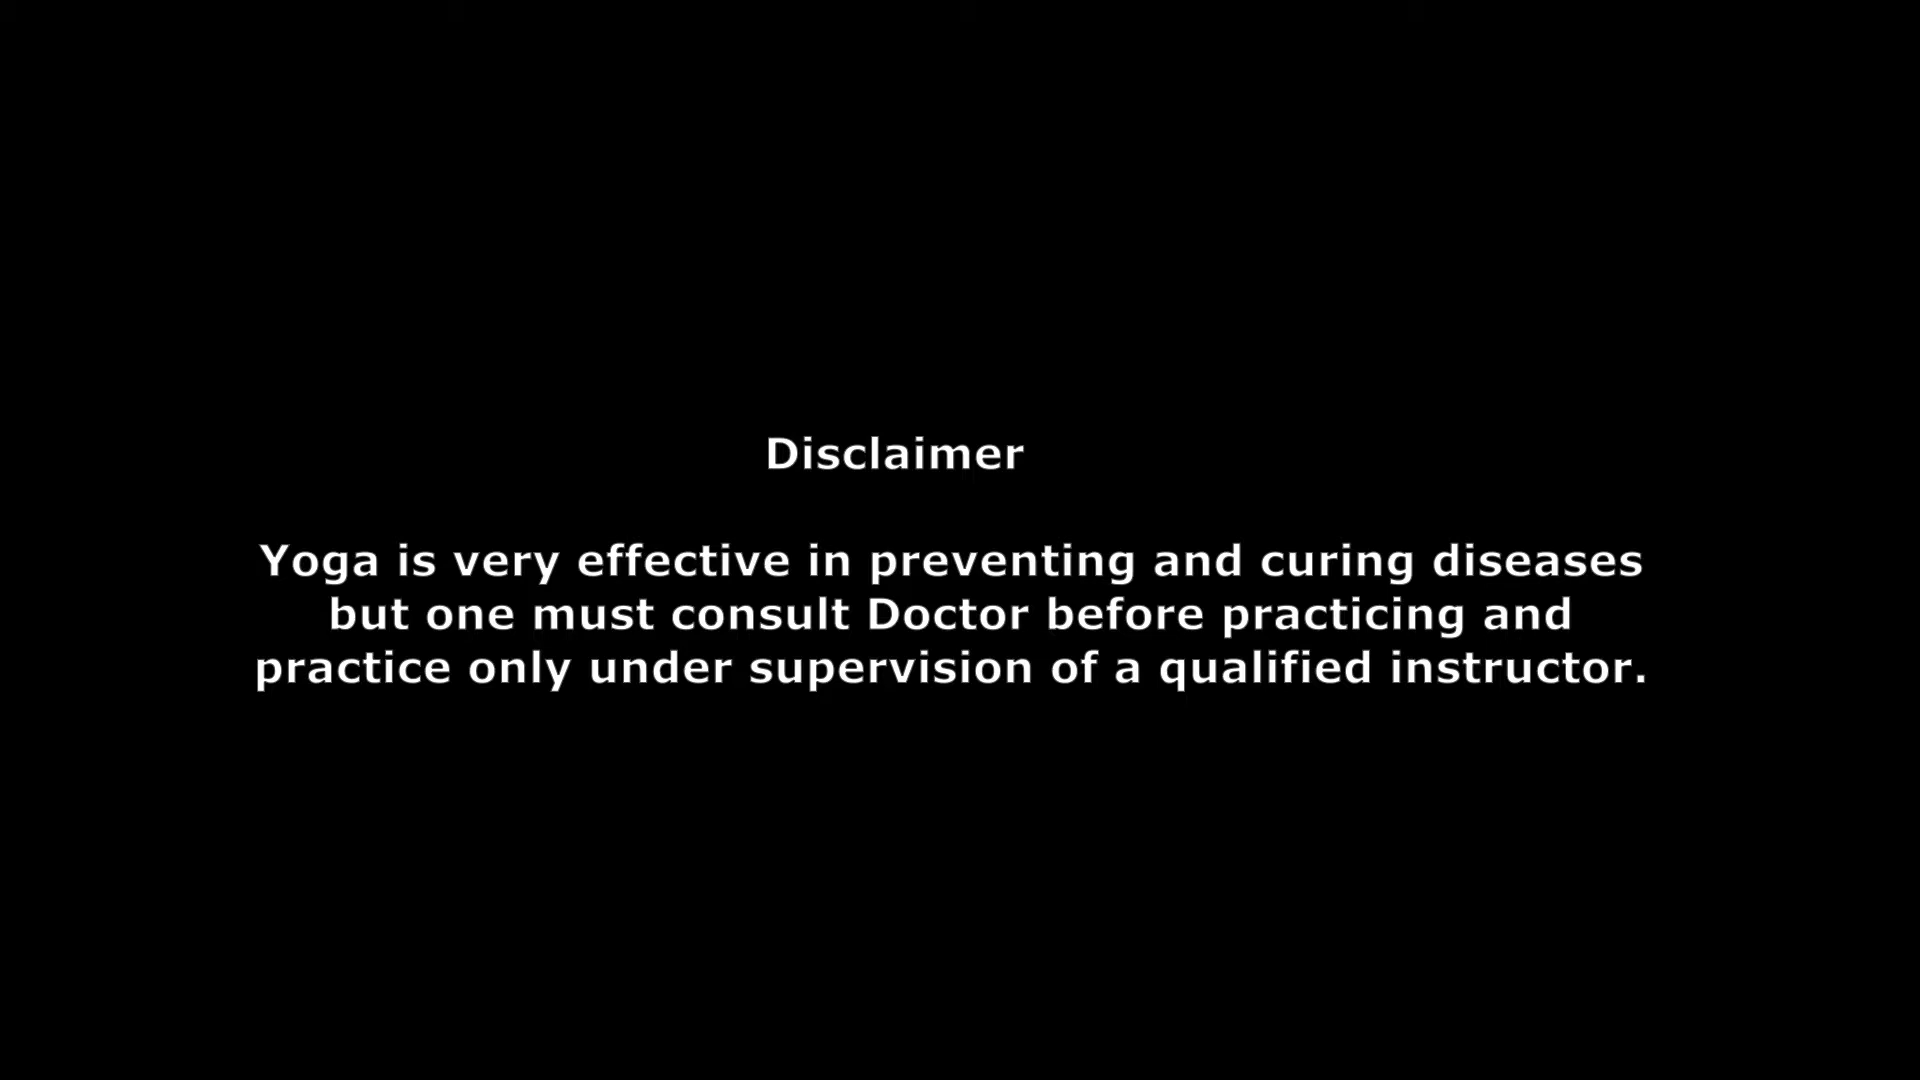 Disclaimer
Yoga is very effective in preventing and curing diseases
but one must consult Doctor before practicing and
practice only under supervision of a qualified instructor.